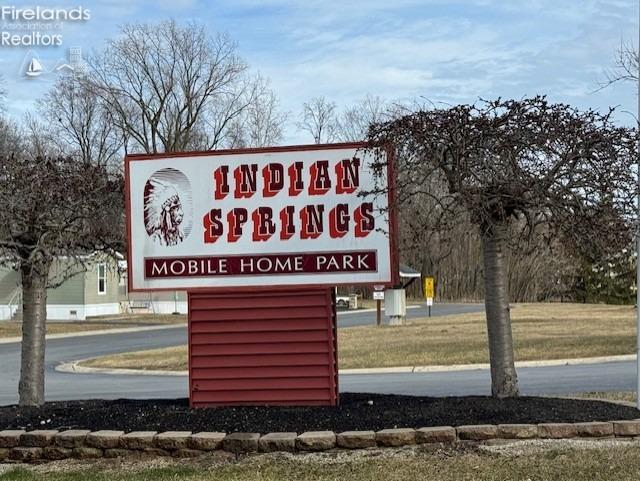 Firelands
Association of
Realtors
INDIAN
SPRINGS
MOBILE HOME PARK